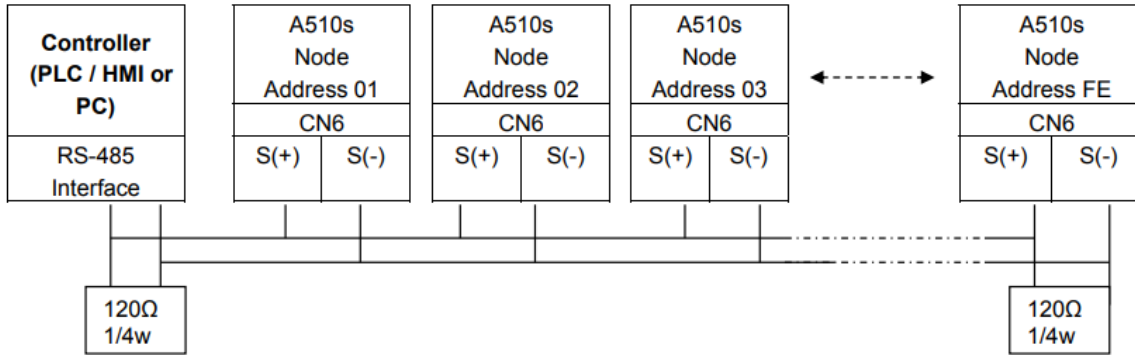 Controller
(PLC / HMI or
PC)
RS-485
Interface
A510s
Node
Address 01
CN6
S(+) S(-)
A510s
Node
Address 02
CN6
S(+) S(-)
A510s
Node
Address 03
CN6
S(+) S(-)
A510s
Node
Address FE
CN6
S(+) S(-)
120Ω
1/4w
120Ω
1/4w